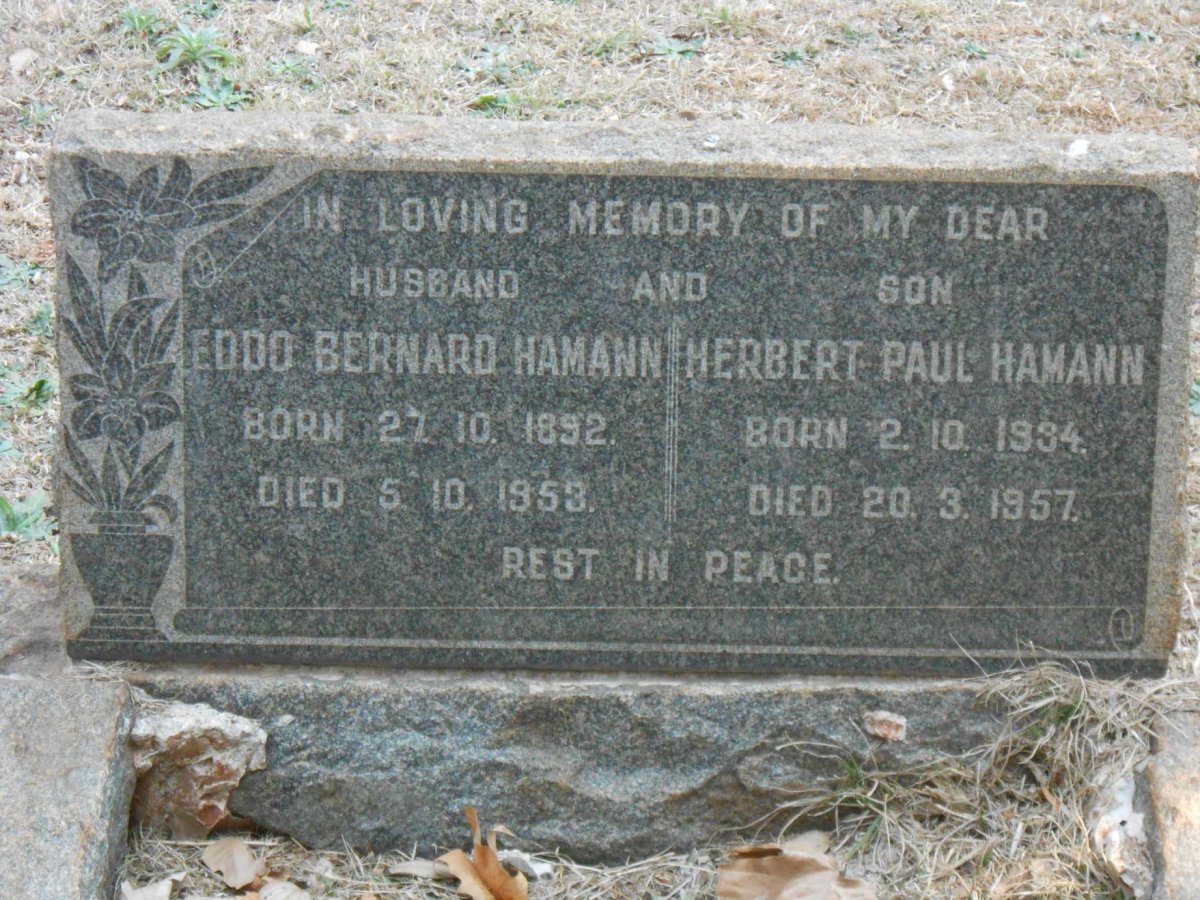 IN LOVING MEMORY OF MY DEAR
HUSBAND AND SON
EDDO BERNARD HAMANN
BORN 27. 10. 1892.
DIED 5. 10. 1953.
HERBERT PAUL HAMANN
BORN 2. 10. 1934.
DIED 20. 3. 1957.
REST IN PEACE.